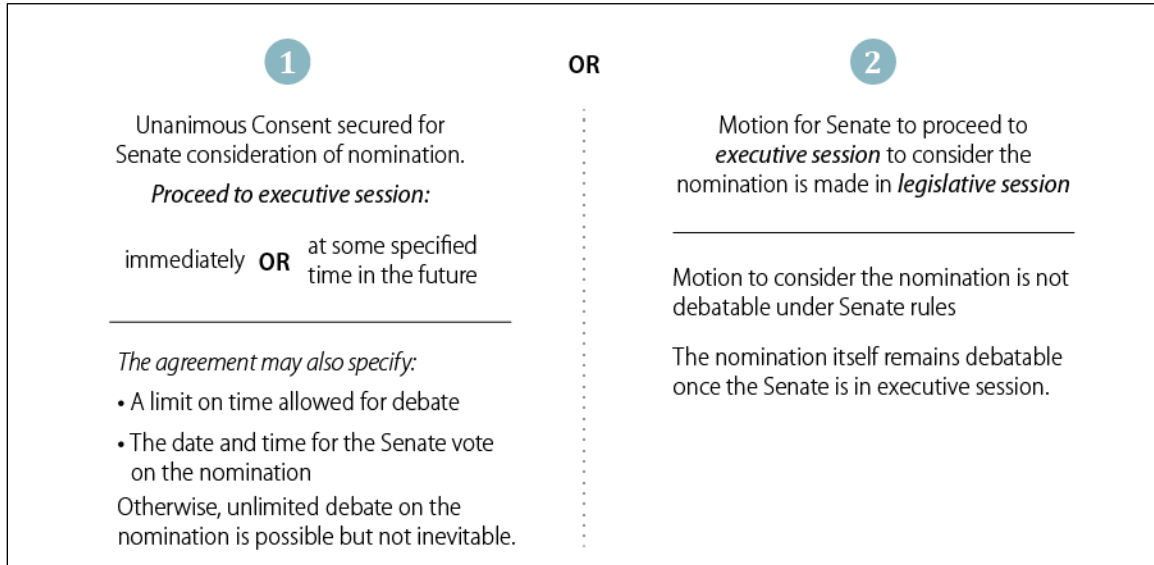 1
OR
2
Unanimous Consent secured for
Senate consideration of nomination.
Proceed to executive session:
immediately OR at some specified
time in the future
The agreement may also specify:
• A limit on time allowed for debate
• The date and time for the Senate vote
on the nomination
Otherwise, unlimited debate on the
nomination is possible but not inevitable.
Motion for Senate to proceed to
executive session to consider the
nomination is made in legislative session
Motion to consider the nomination is not
debatable under Senate rules
The nomination itself remains debatable
once the Senate is in executive session.